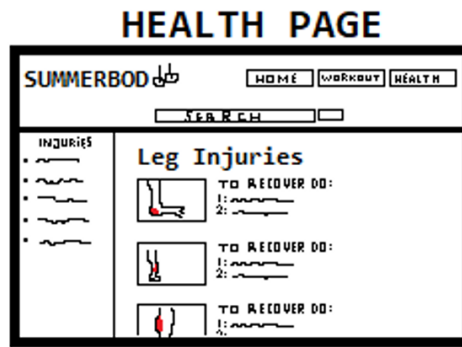 HEALTH PAGE
SUMMERBOD
HOME WORKOUT HEALTH
SEARCH
INJURIES
Leg Injuries
TO RECOVER DO:
1:
2:
TO RECOVER DO:
1:
2:
TO RECOVER DO:
1: